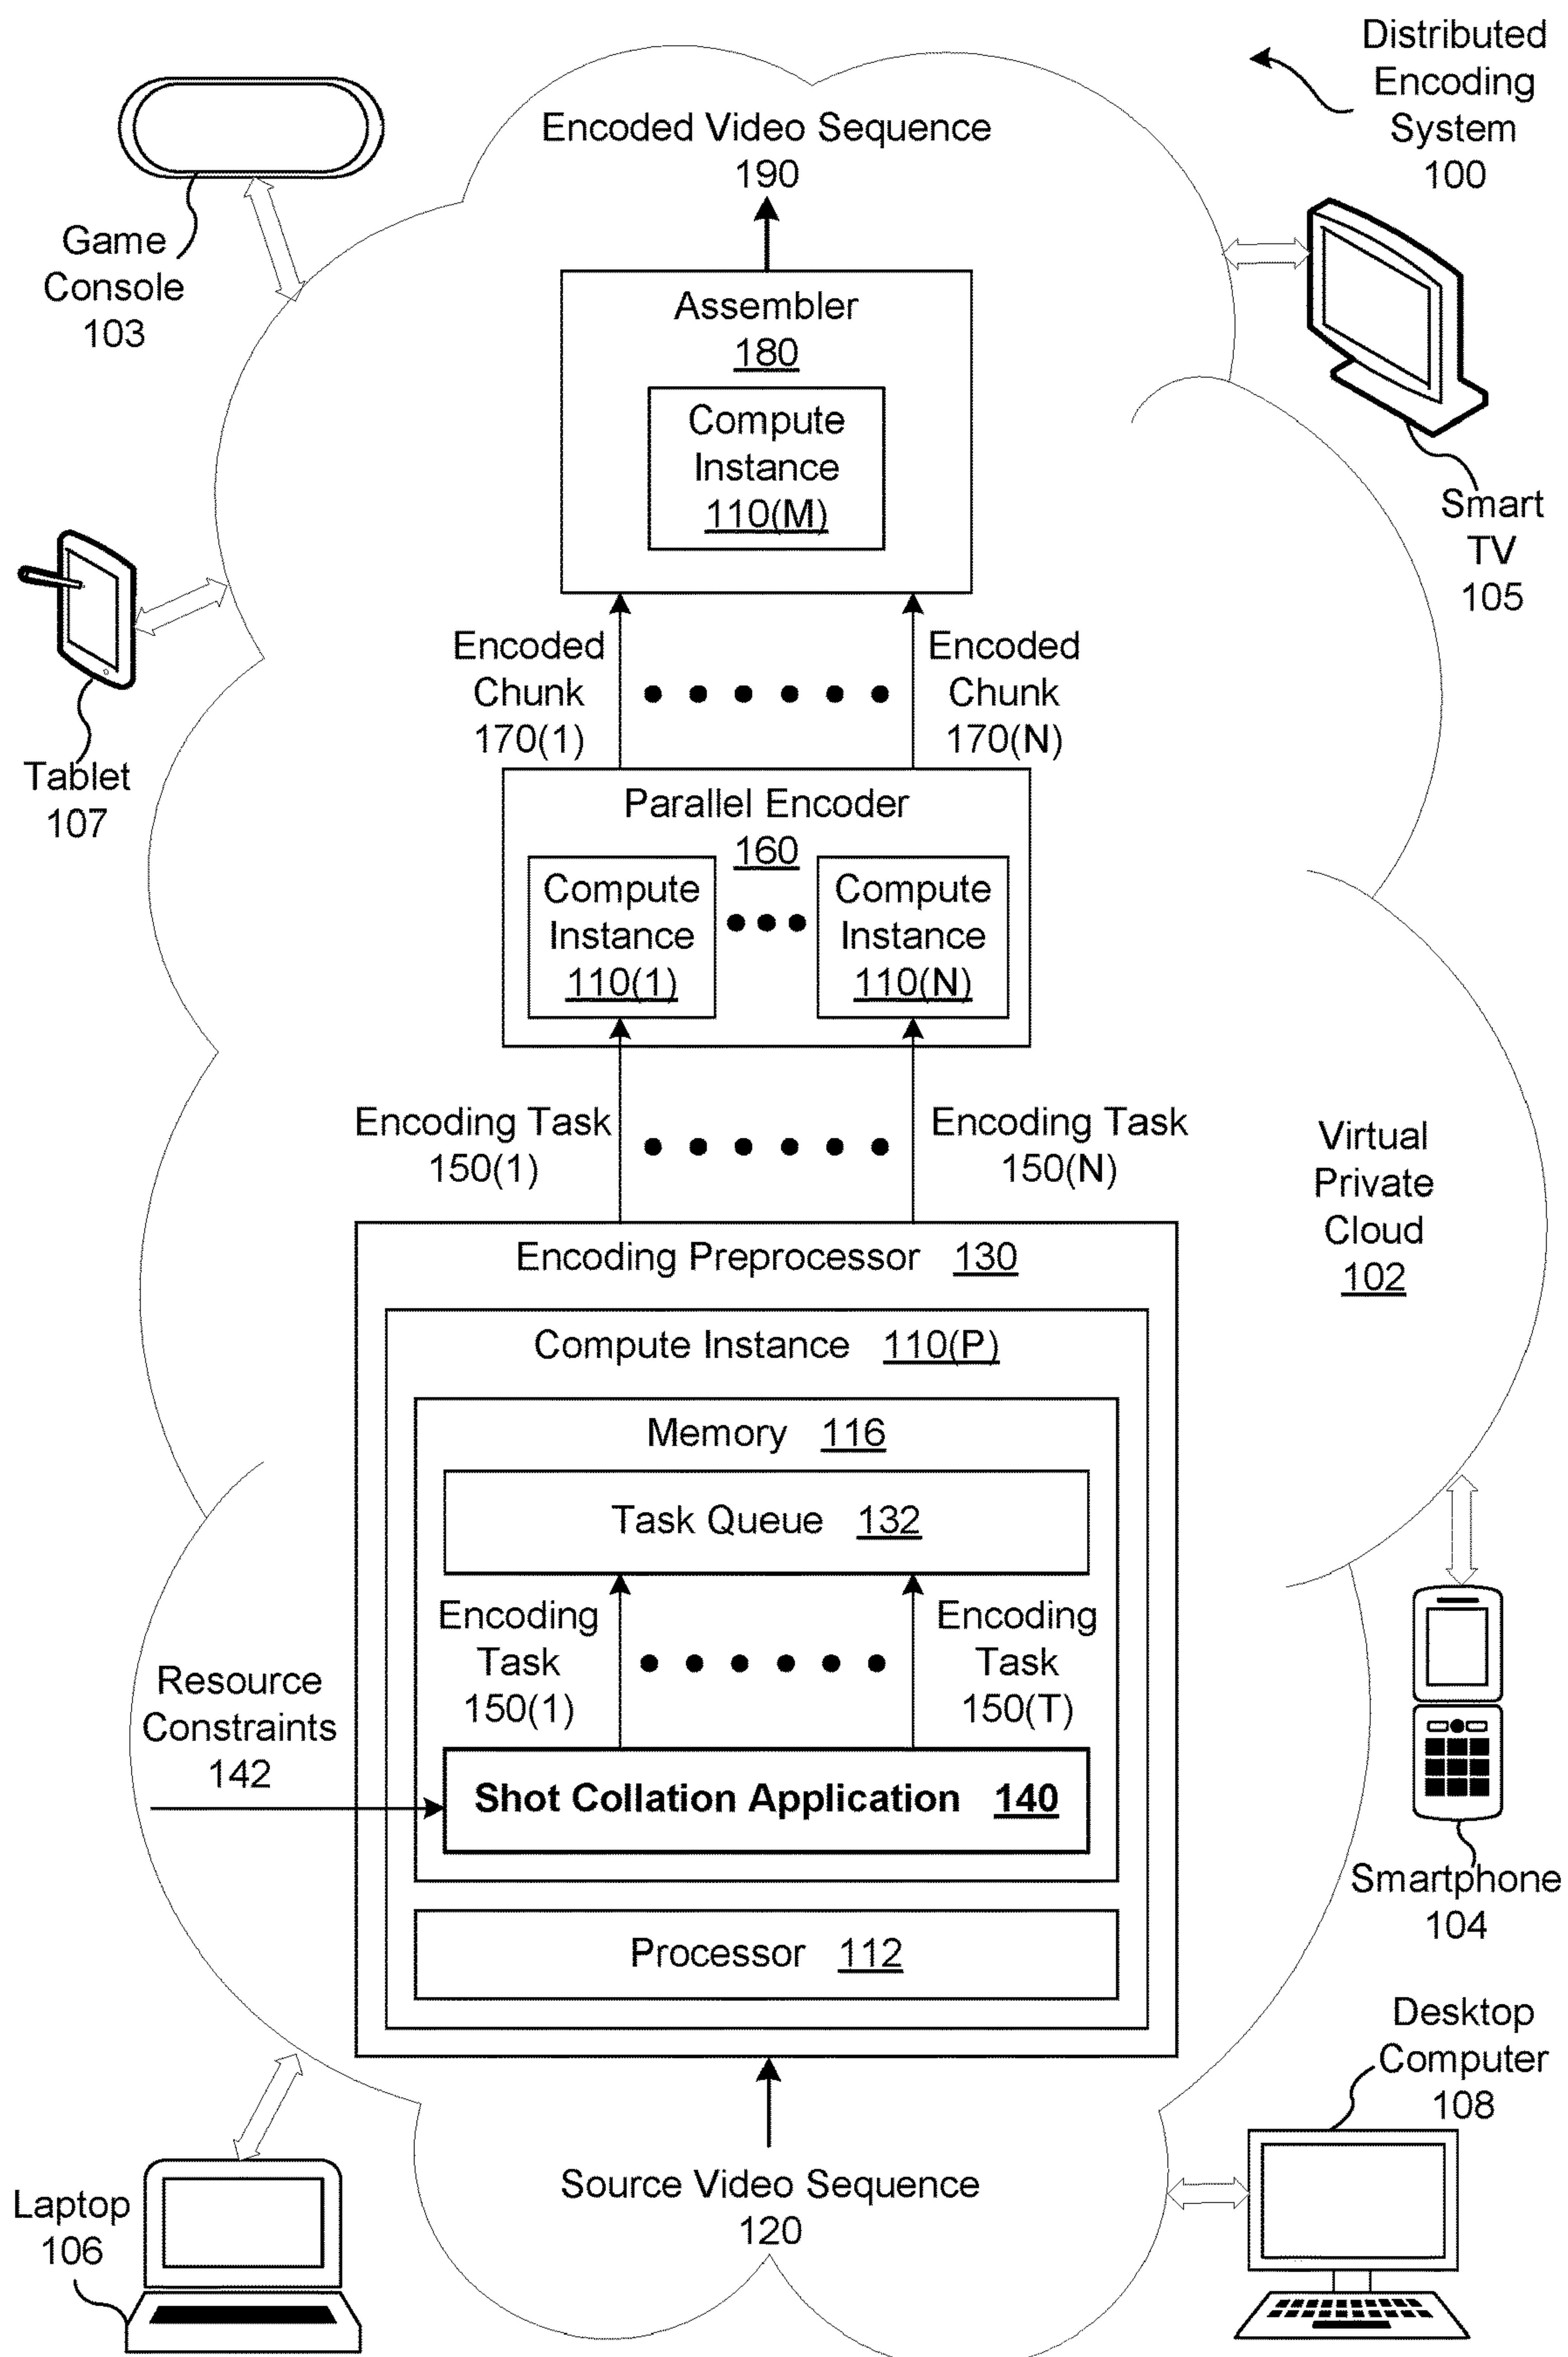 Distributed
Encoding
System
100
Encoded Video Sequence
190
Game
Console
103
Assembler
180
Compute
Instance
110(M)
Smart
TV
105
Tablet
107
Encoded
Chunk
170(1)
Encoded
Chunk
170(N)
Parallel Encoder
160
Compute
Instance
110(1)
Compute
Instance
110(N)
Encoding Task
150(1)
Encoding Task
150(N)
Virtual
Private
Cloud
102
Encoding Preprocessor 130
Compute Instance 110(P)
Memory 116
Task Queue 132
Encoding
Task
150(1)
Encoding
Task
150(T)
Resource
Constraints
142
Shot Collation Application 140
Smartphone
104
Processor 112
Desktop
Computer
108
Source Video Sequence
120
Laptop
106